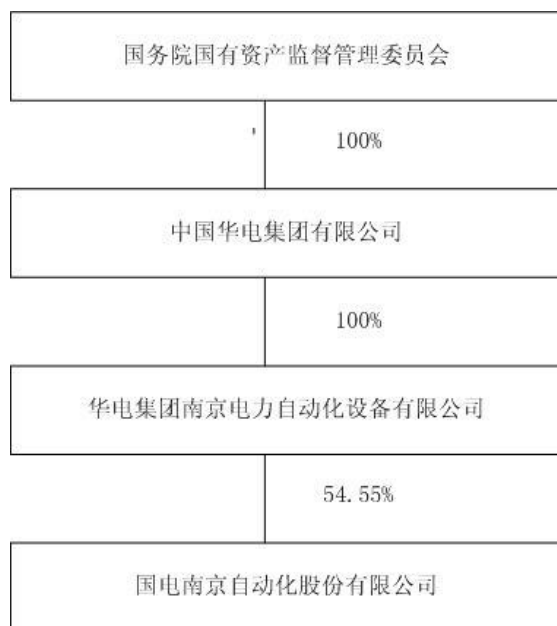 国务院国有资产监督管理委员会
100%
中国华电集团有限公司
100%
华电集团南京电力自动化设备有限公司
54.55%
国电南京自动化股份有限公司